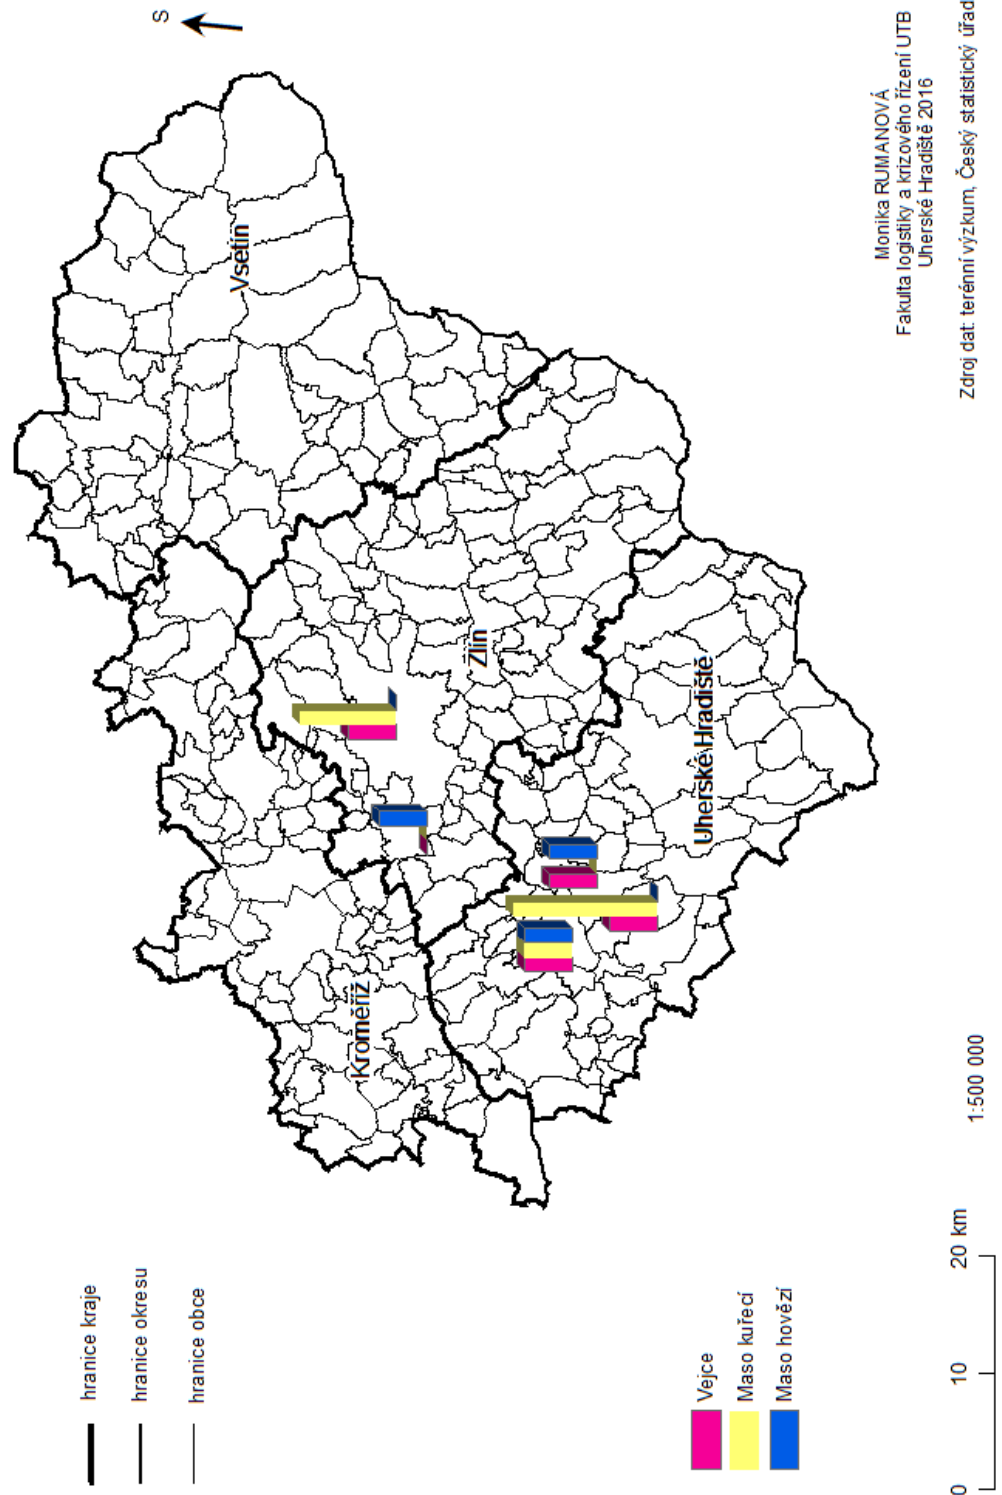 S
Vsetín
Zlín
Kroměříž
Uherské Hradiště
hranice kraje
hranice okresu
hranice obce
Vejce
Maso kuřecí
Maso hovězí
0 10 20 km
1:500 000
Monika RUMANOVÁ
Fakulta logistiky a krizového řízení UTB
Uherské Hradiště 2016
Zdroj dat: terénní výzkum, Český statistický úřad